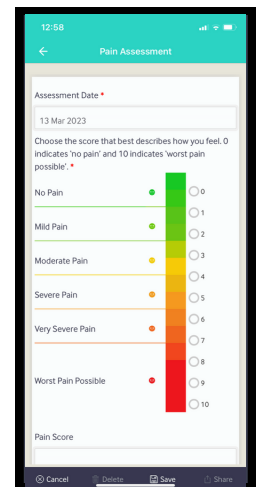 12:58
Pain Assessment
Assessment Date *
13 Mar 2023
Choose the score that best describes how you feel. 0
indicates 'no pain' and 10 indicates 'worst pain
possible'. *
No Pain
0
1
Mild Pain
2
3
Moderate Pain
4
Severe Pain
5
6
Very Severe Pain
7
8
Worst Pain Possible
9
10
Pain Score
Cancel Delete Save Share